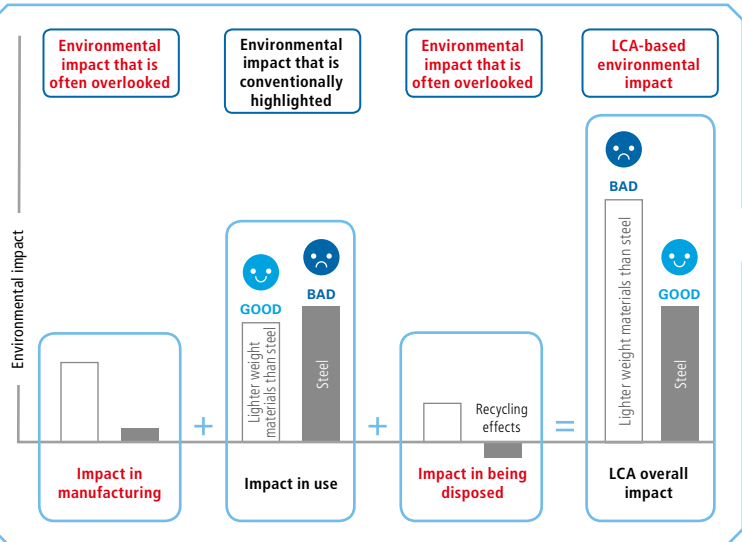 Environmental
impact that is
often overlooked
Environmental
impact that is
conventionally
highlighted
Environmental
impact that is
often overlooked
LCA-based
environmental
impact
Environmental impact
BAD
GOOD
BAD
GOOD
Lighter weight
materials than steel
Steel
Recycling
effects
Lighter weight materials than steel
Steel
+
+
=
Impact in
manufacturing
Impact in use
Impact in being
disposed
LCA overall
impact